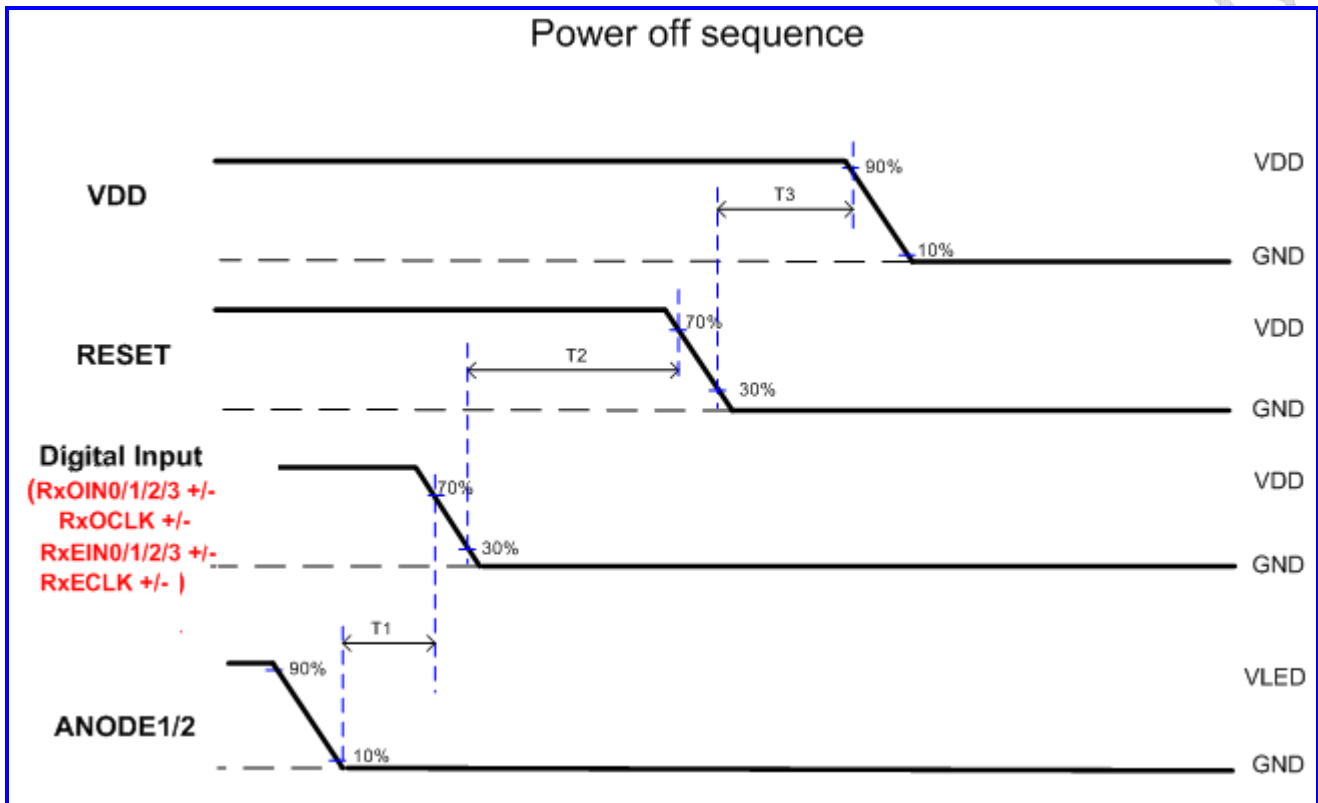 Power off sequence
VDD
90%
VDD
T3
10%
GND
RESET
70%
VDD
T2
30%
GND
Digital Input
(RxOIN0/1/2/3 +/-
RxOCLK +/-
RxEIN0/1/2/3 +/-
RxECLK +/- )
70%
VDD
30%
GND
T1
ANODE1/2
90%
VLED
10%
GND